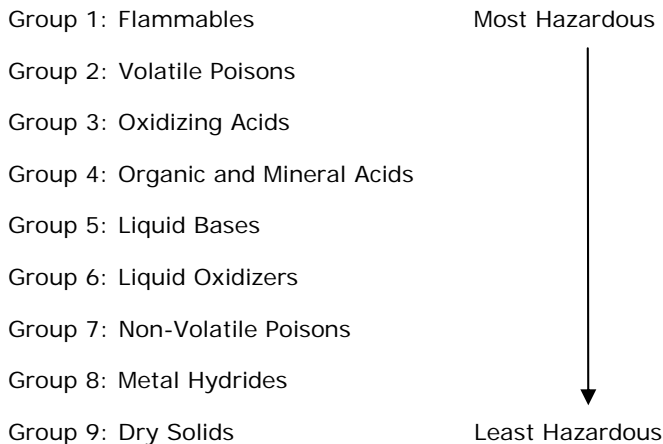 Group 1: Flammables Most Hazardous
Group 2: Volatile Poisons
Group 3: Oxidizing Acids
Group 4: Organic and Mineral Acids
Group 5: Liquid Bases
Group 6: Liquid Oxidizers
Group 7: Non-Volatile Poisons
Group 8: Metal Hydrides
Group 9: Dry Solids Least Hazardous